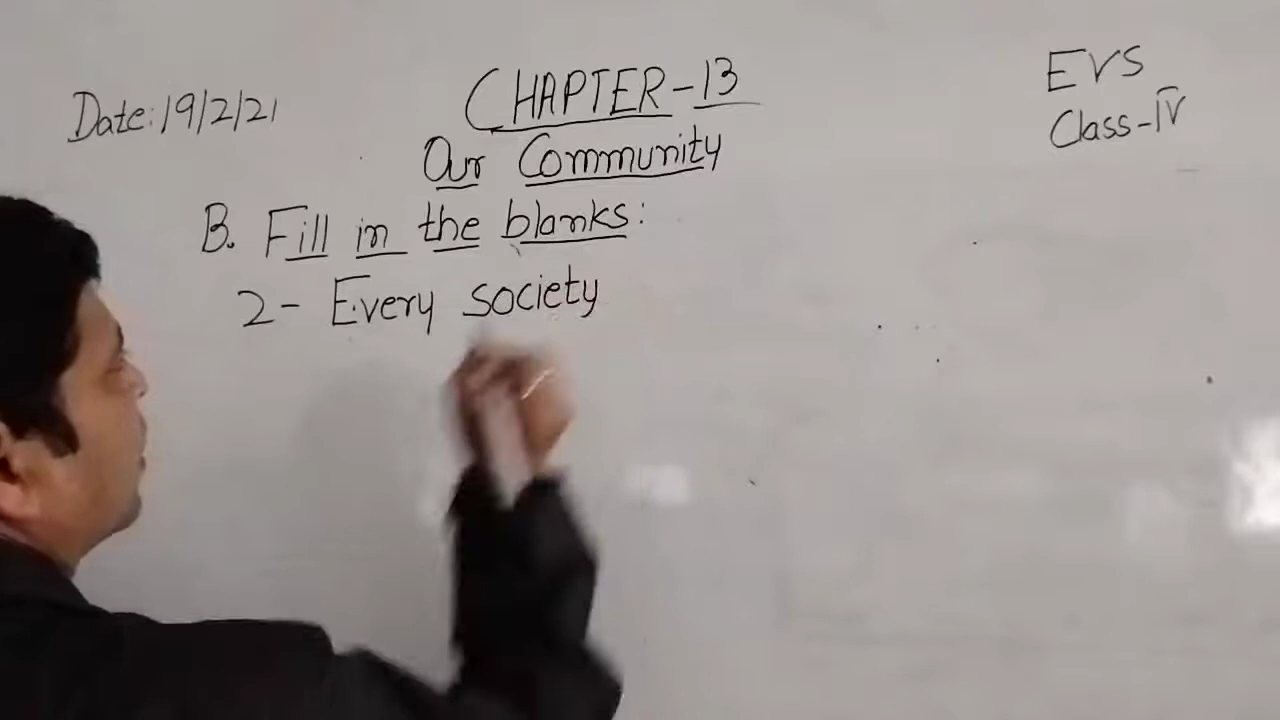 Date: 19/2/21
CHAPTER-13
EVS
Class-IV
Our Community
B. Fill in the blanks:
2- Every society